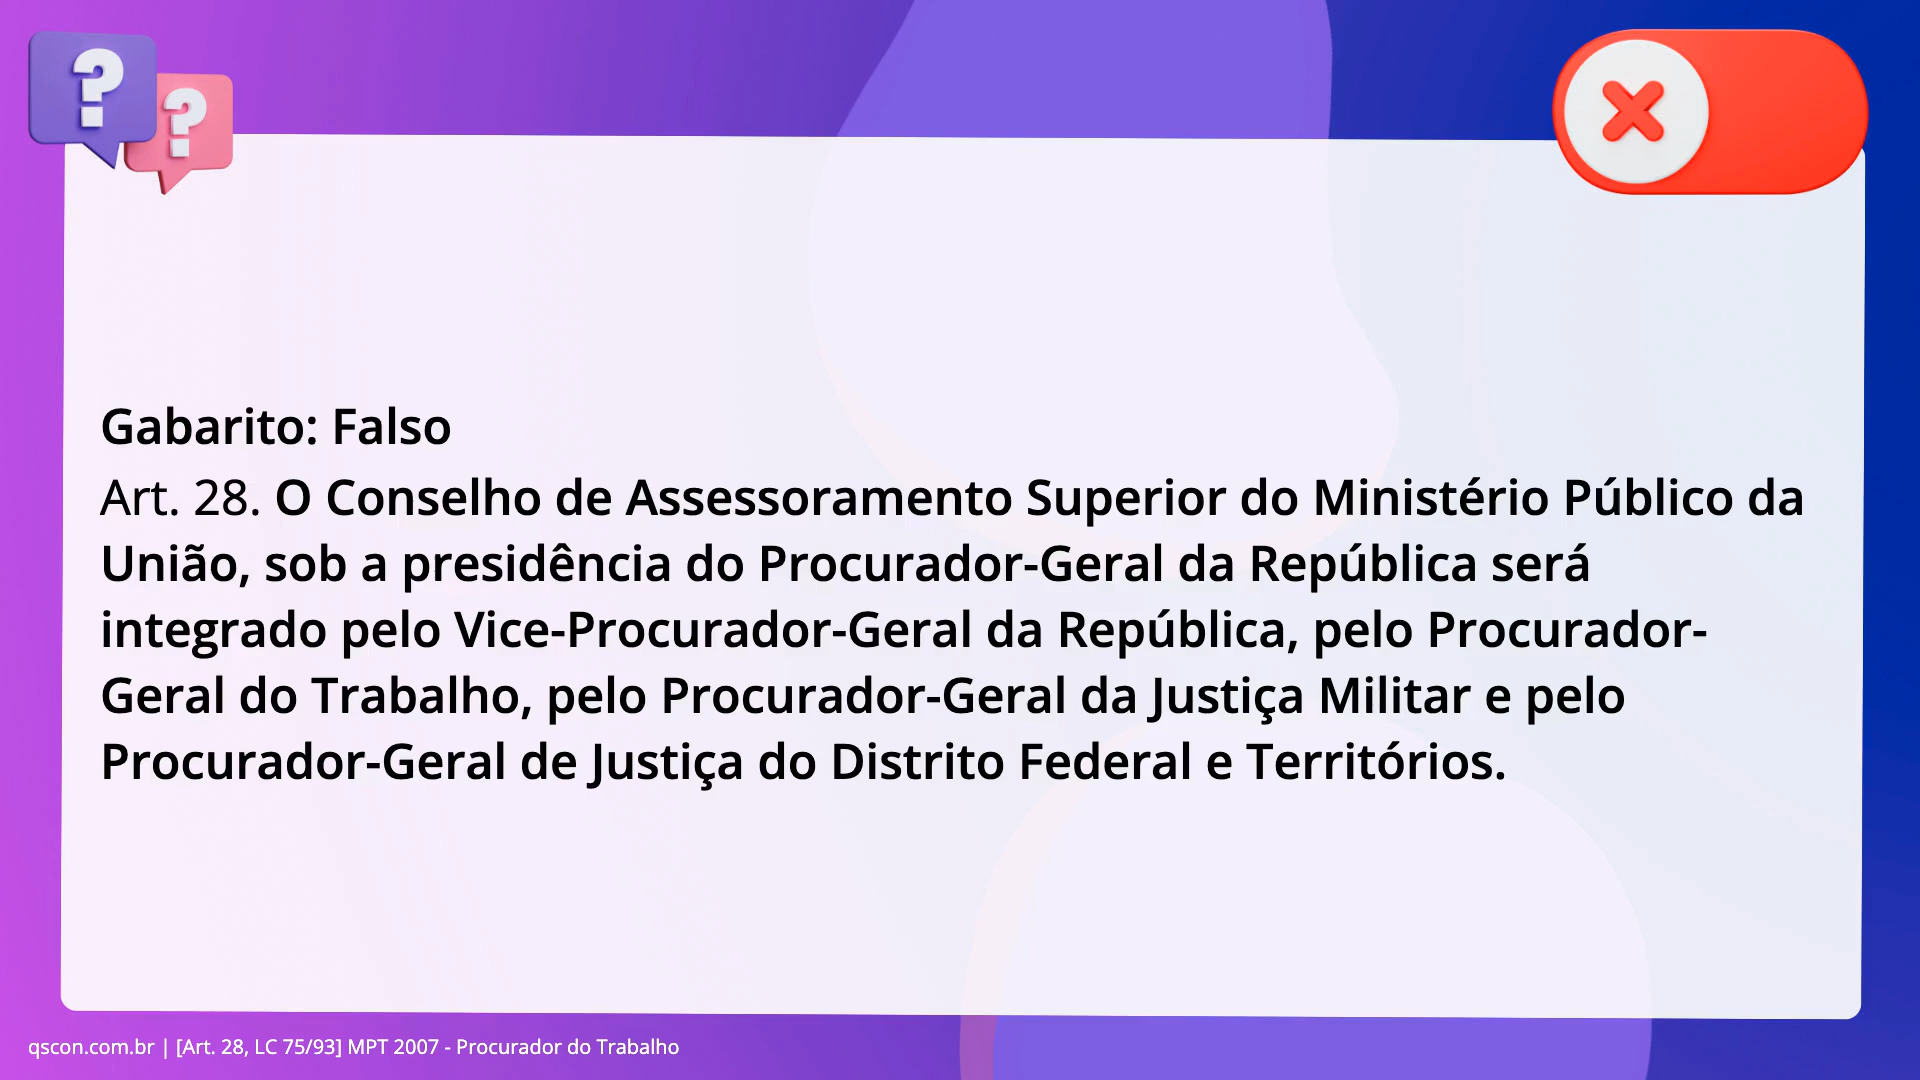 ?
?
Gabarito: Falso
Art. 28. O Conselho de Assessoramento Superior do Ministério Público da
União, sob a presidência do Procurador-Geral da República será
integrado pelo Vice-Procurador-Geral da República, pelo Procurador-
Geral do Trabalho, pelo Procurador-Geral da Justiça Militar e pelo
Procurador-Geral de Justiça do Distrito Federal e Territórios.
qscon.com.br | [Art. 28, LC 75/93] MPT 2007 - Procurador do Trabalho